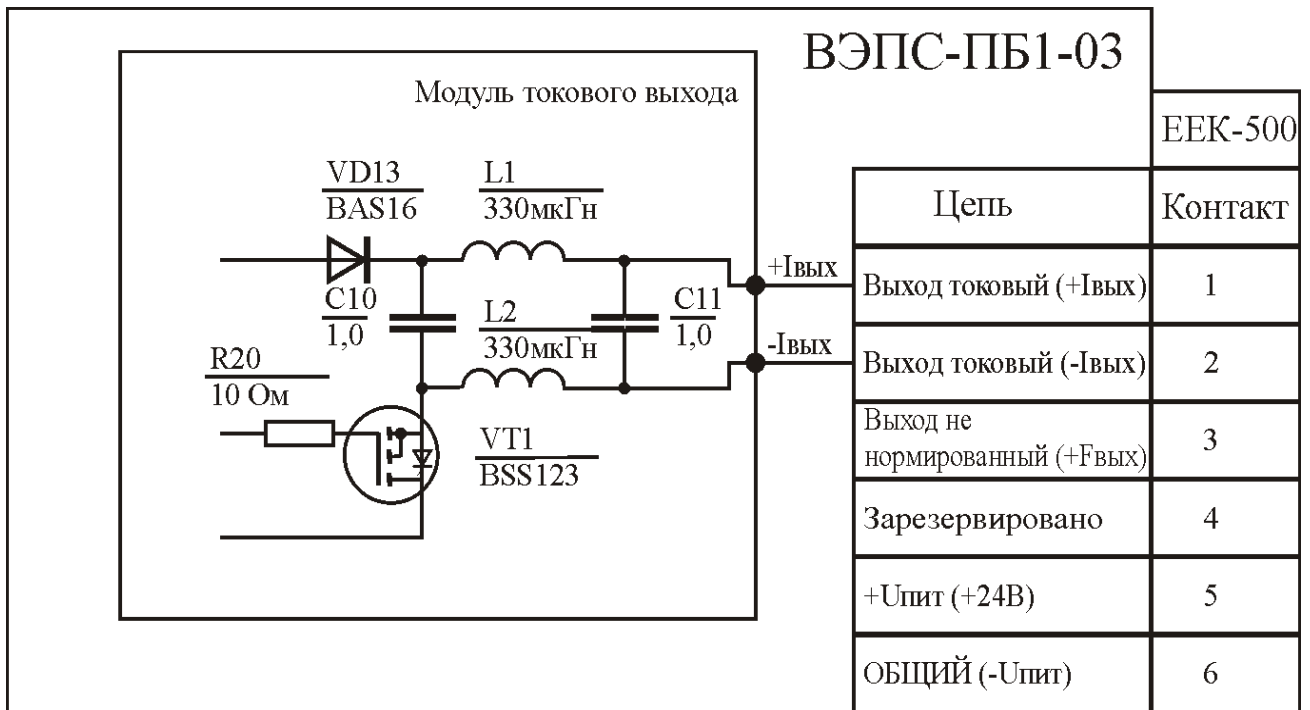 ВЭПС-ПБ1-03
Модуль токового выхода
ЕЕК-500
VD13
BAS16
L1
330мкГн
Цепь
Контакт
+Iвых
C10
1,0
C11
1,0
Выход токовый (+Iвых)
1
L2
330мкГн
-Iвых
Выход токовый (-Iвых)
2
R20
10 Ом
VT1
BSS123
Выход не
нормированный (+Fвых)
3
Зарезервировано
4
+Uпит (+24В)
5
ОБЩИЙ (-Uпит)
6